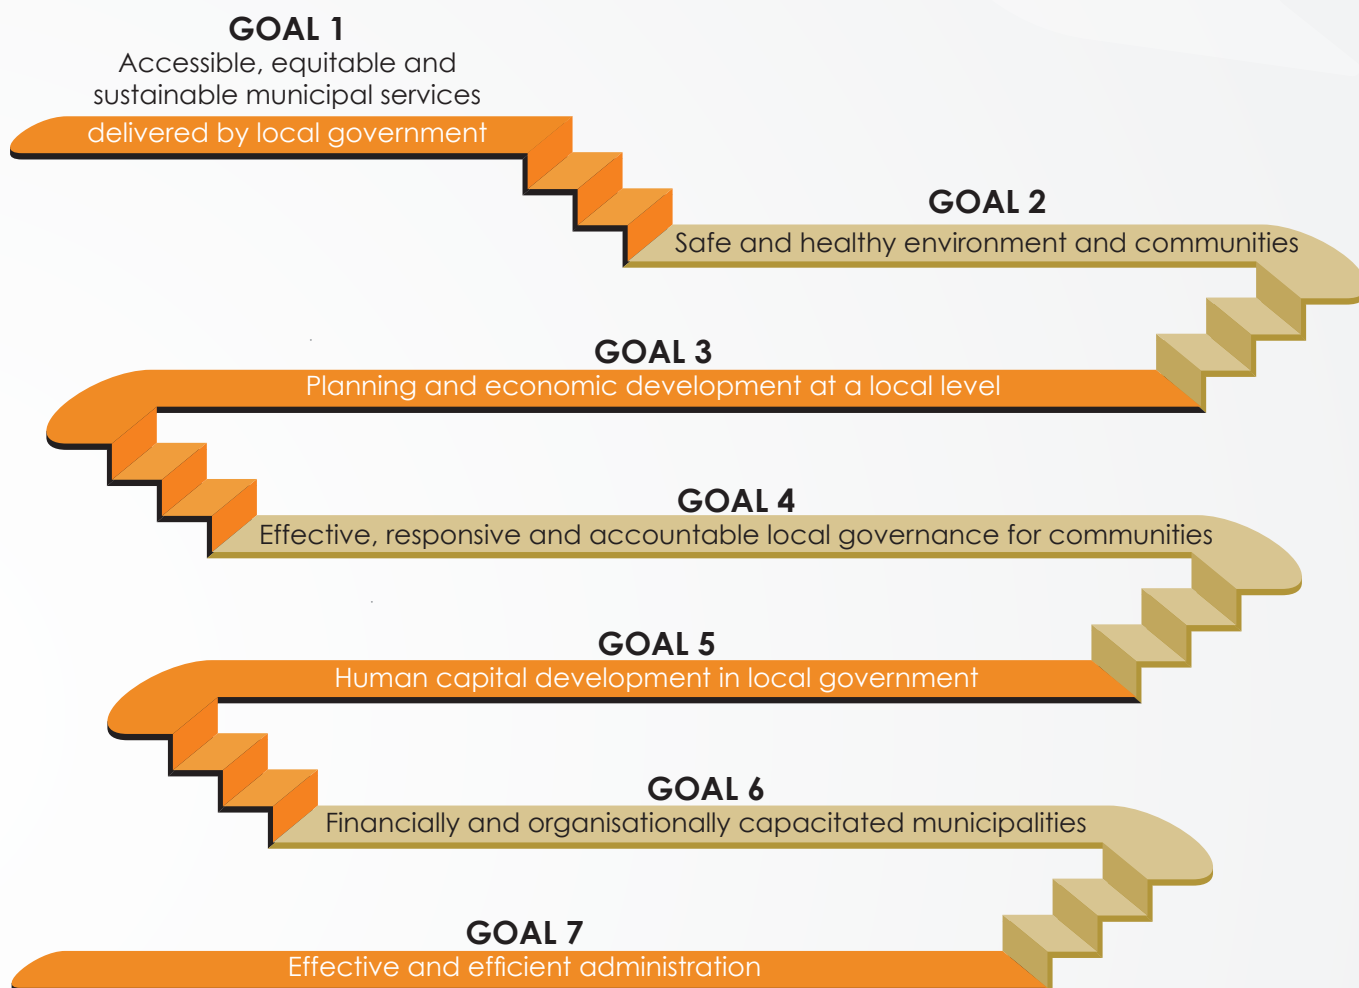 GOAL 1
Accessible, equitable and
sustainable municipal services
delivered by local government
GOAL 2
Safe and healthy environment and communities
GOAL 3
Planning and economic development at a local level
GOAL 4
Effective, responsive and accountable local governance for communities
GOAL 5
Human capital development in local government
GOAL 6
Financially and organisationally capacitated municipalities
GOAL 7
Effective and efficient administration